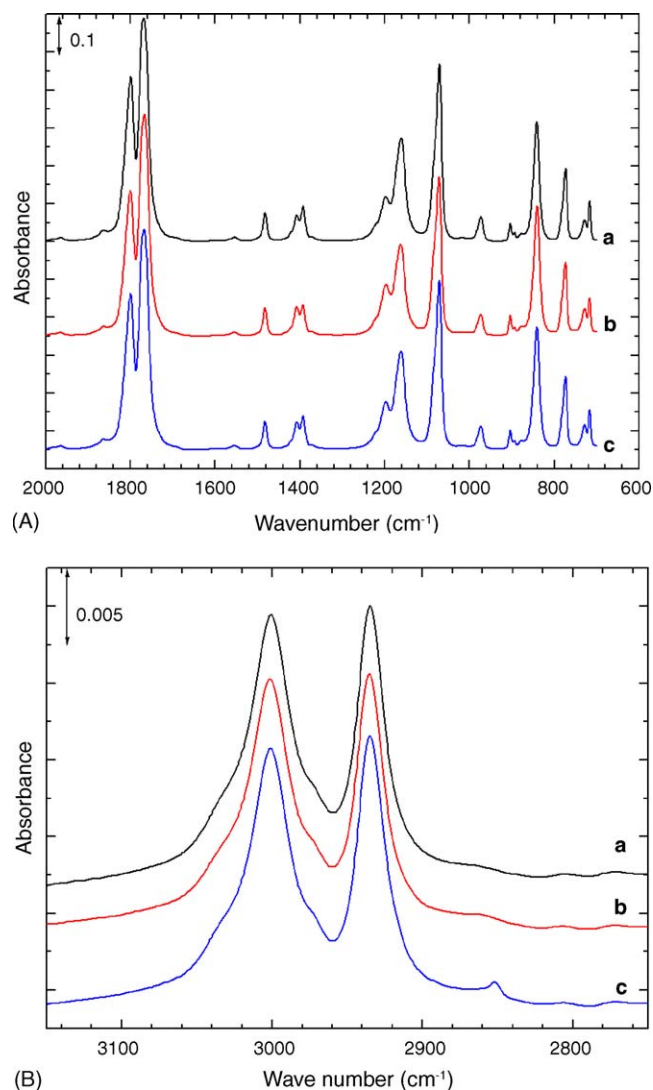 0.1
Absorbance
a
b
c
2000 1800 1600 1400 1200 1000 800 600
(A)
Wavenumber (cm⁻¹)
0.005
Absorbance
a
b
c
3100 3000 2900 2800
(B)
Wave number (cm⁻¹)